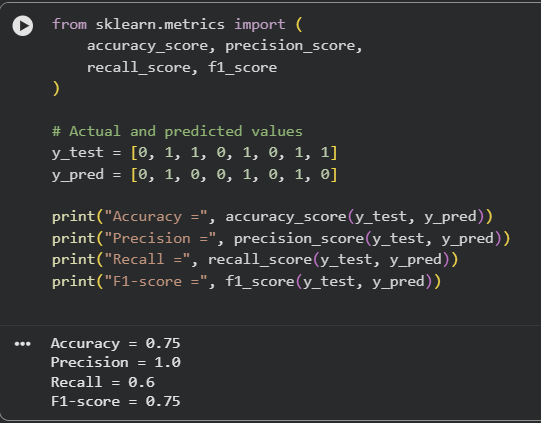 from sklearn.metrics import (
    accuracy_score, precision_score,
    recall_score, f1_score
)

# Actual and predicted values
y_test = [0, 1, 1, 0, 1, 0, 1, 1]
y_pred = [0, 1, 0, 0, 1, 0, 1, 0]

print("Accuracy =", accuracy_score(y_test, y_pred))
print("Precision =", precision_score(y_test, y_pred))
print("Recall =", recall_score(y_test, y_pred))
print("F1-score =", f1_score(y_test, y_pred))

Accuracy = 0.75
Precision = 1.0
Recall = 0.6
F1-score = 0.75